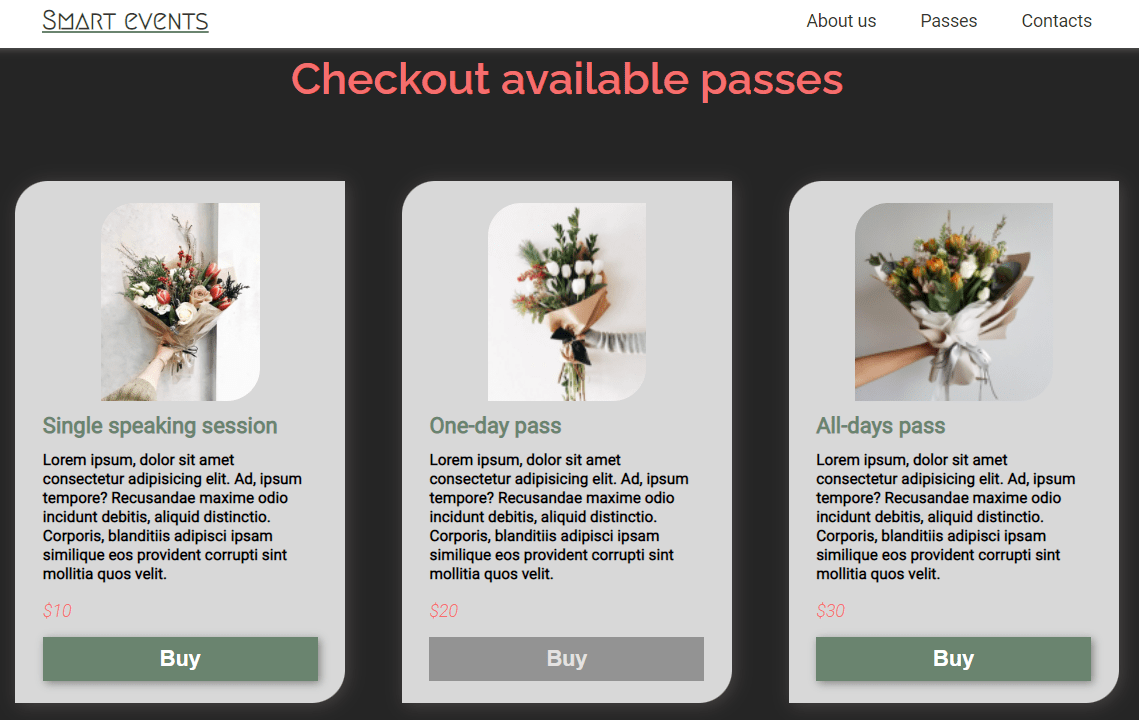 Smart events
About us
Passes
Contacts
Checkout available passes
Single speaking session
Lorem ipsum, dolor sit amet
consectetur adipisicing elit. Ad, ipsum
tempore? Recusandae maxime odio
incidunt debitis, aliquid distinctio.
Corporis, blanditiis adipisci ipsam
similique eos provident corrupti sint
mollitia quos velit.
$10
Buy
One-day pass
Lorem ipsum, dolor sit amet
consectetur adipisicing elit. Ad, ipsum
tempore? Recusandae maxime odio
incidunt debitis, aliquid distinctio.
Corporis, blanditiis adipisci ipsam
similique eos provident corrupti sint
mollitia quos velit.
$20
Buy
All-days pass
Lorem ipsum, dolor sit amet
consectetur adipisicing elit. Ad, ipsum
tempore? Recusandae maxime odio
incidunt debitis, aliquid distinctio.
Corporis, blanditiis adipisci ipsam
similique eos provident corrupti sint
mollitia quos velit.
$30
Buy